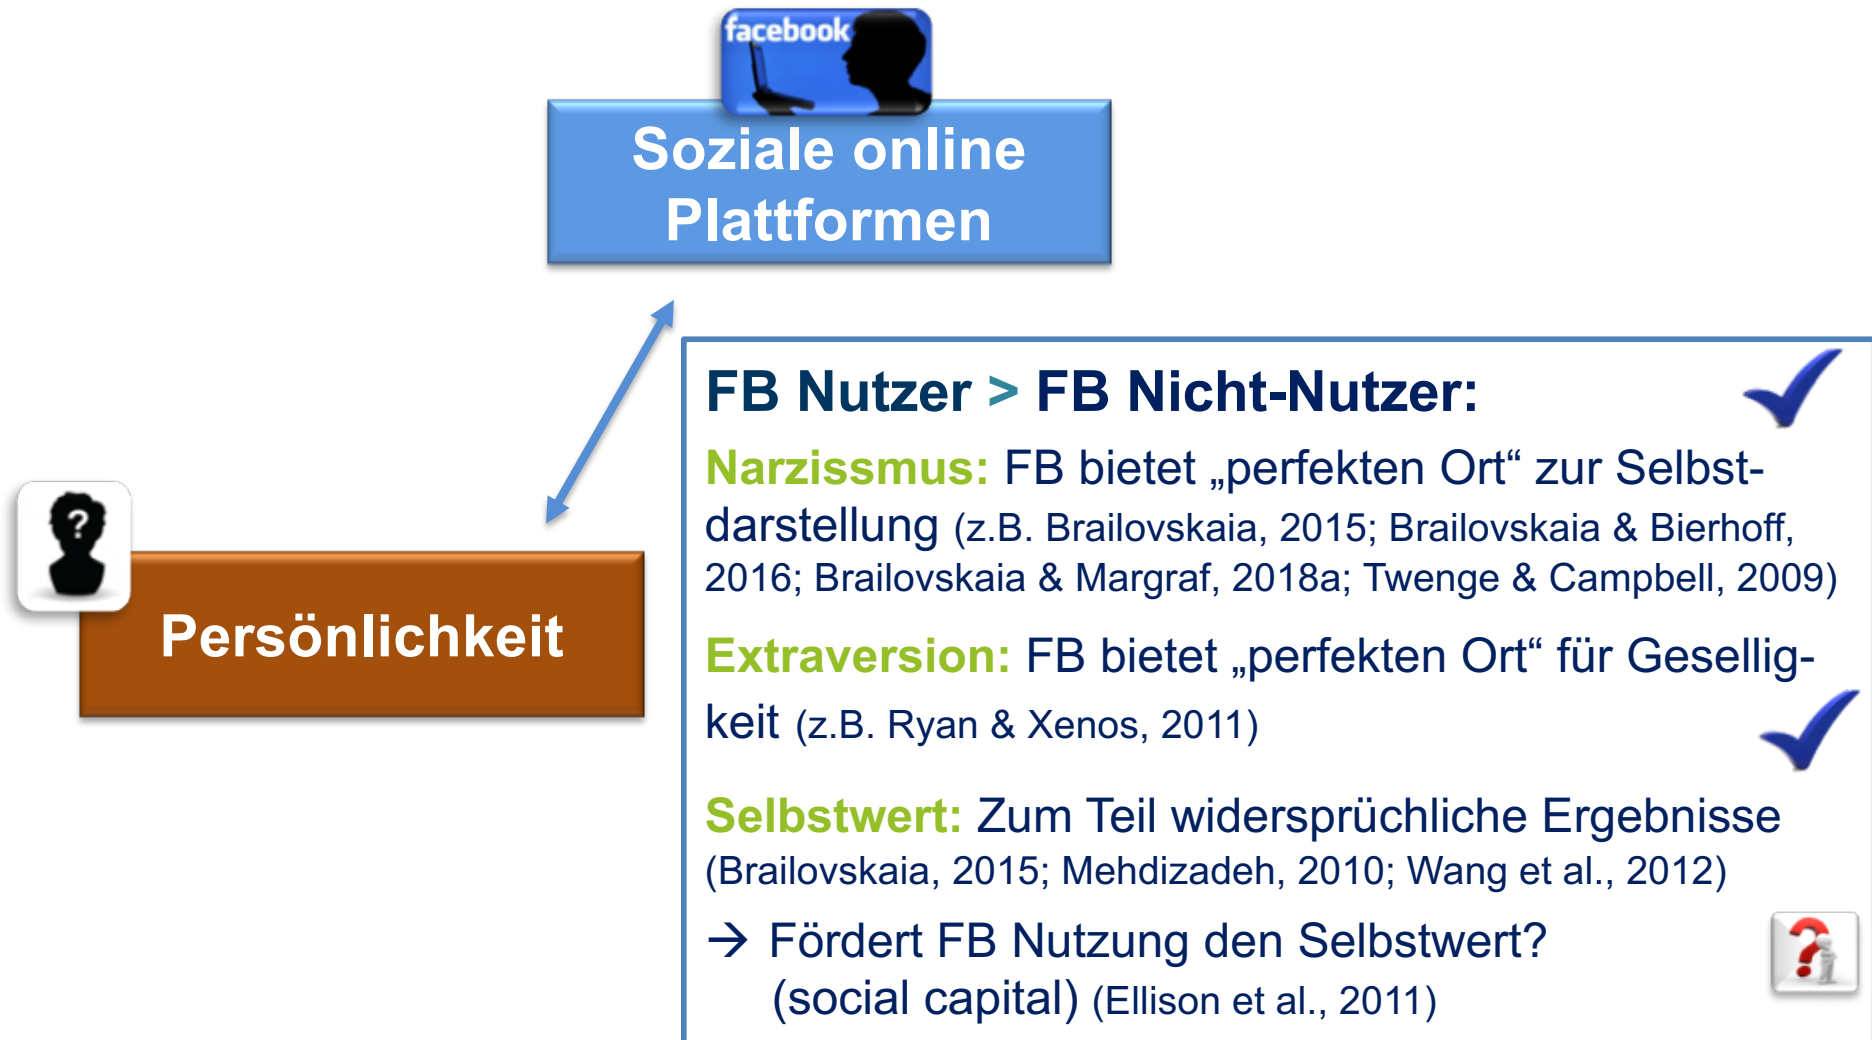 facebook
Soziale online
Plattformen
?
Persönlichkeit
FB Nutzer > FB Nicht-Nutzer:
Narzissmus: FB bietet „perfekten Ort“ zur Selbst-
darstellung (z.B. Brailovskaia, 2015; Brailovskaia & Bierhoff,
2016; Brailovskaia & Margraf, 2018a; Twenge & Campbell, 2009)
Extraversion: FB bietet „perfekten Ort“ für Gesellig-
keit (z.B. Ryan & Xenos, 2011)
Selbstwert: Zum Teil widersprüchliche Ergebnisse
(Brailovskaia, 2015; Mehdizadeh, 2010; Wang et al., 2012)
→ Fördert FB Nutzung den Selbstwert?
(social capital) (Ellison et al., 2011)
?